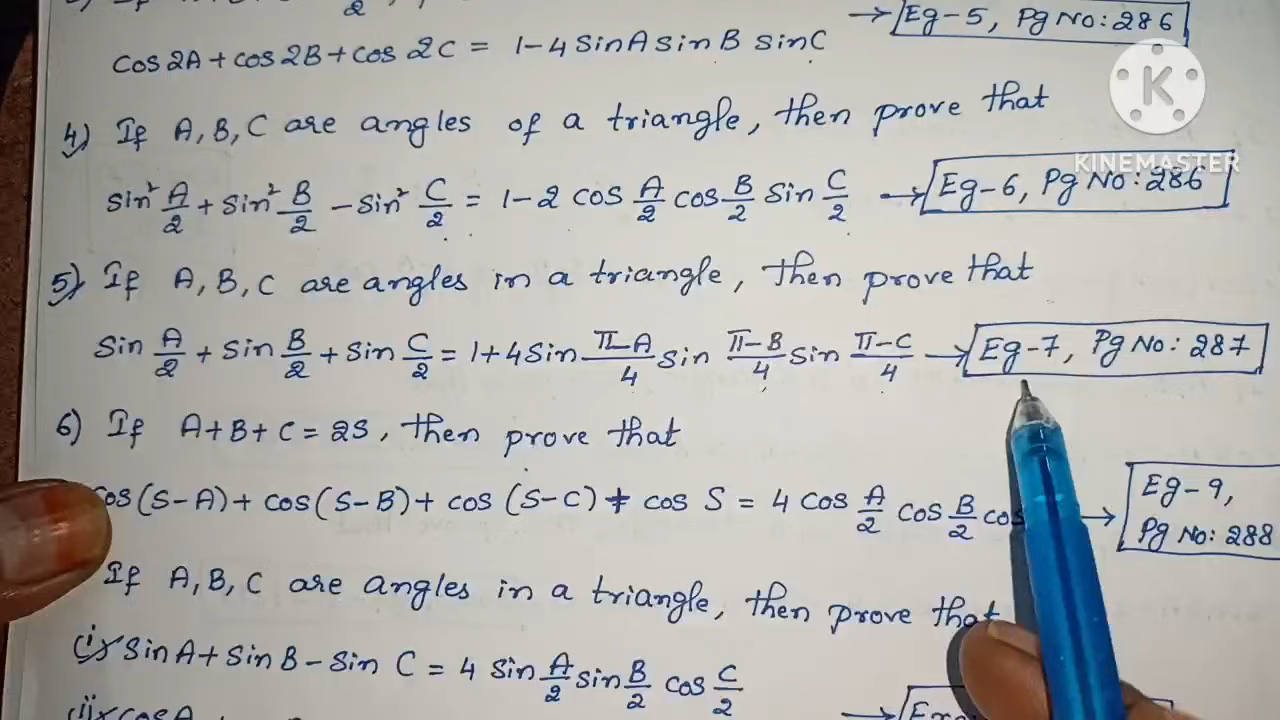 2
→ Eg-5, Pg No: 286
cos 2A + cos 2B + cos 2C = 1 - 4 sin A sin B sin C
4) If A, B, C are angles of a triangle, then prove that
sin² A/2 + sin² B/2 - sin² C/2 = 1 - 2 cos A/2 cos B/2 sin C/2 → Eg-6, Pg No: 286
K
KINEMASTER
5) If A, B, C are angles in a triangle, then prove that
sin A/2 + sin B/2 + sin C/2 = 1 + 4 sin π-A/4 sin π-B/4 sin π-C/4 → Eg-7, Pg No: 287
6) If A+B+C = 2S, then prove that
cos (S-A) + cos (S-B) + cos (S-C) + cos S = 4 cos A/2 cos B/2 → Eg-9,
Pg No: 288
If A, B, C are angles in a triangle, then prove that
(i) sin A + sin B - sin C = 4 sin A/2 sin B/2 cos C/2
(ii) cos A